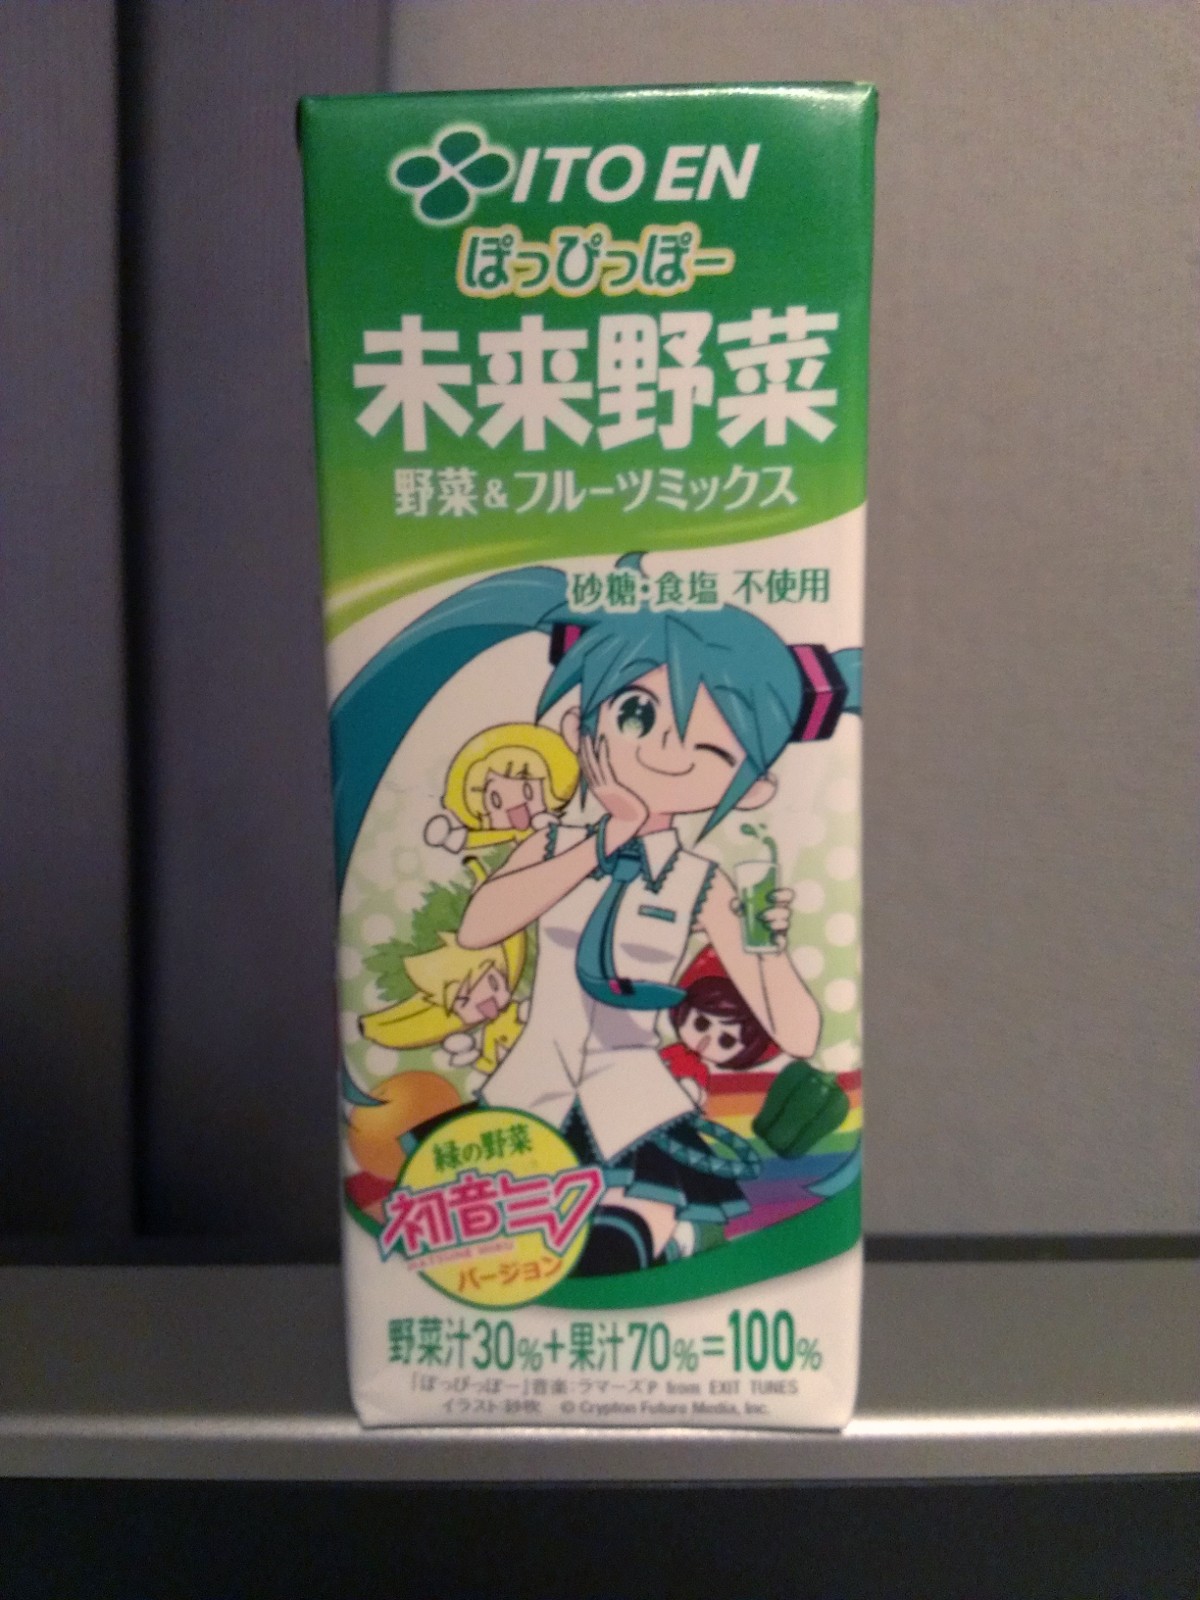 ITO EN
ぽっぴっぽー
未来野菜
野菜&フルーツミックス
砂糖・食塩 不使用
緑の野菜
初音ミク
HATSUNE MIKU
バージョン
野菜汁30%+果汁70%=100%
「ぽっぴっぽー」音楽:ラマーズP from EXIT TUNES
イラスト:砂吹 © Crypton Future Media, Inc.